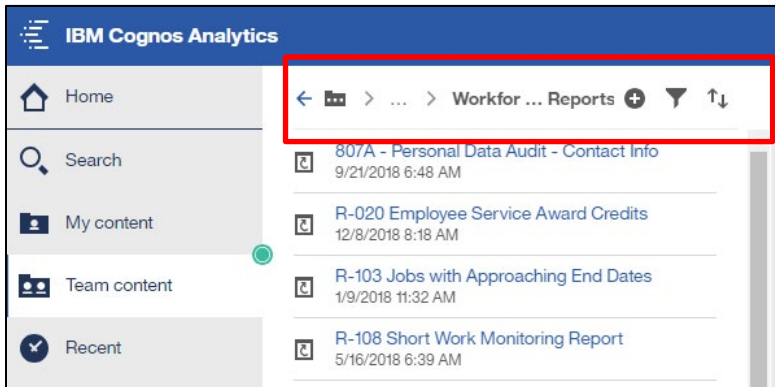 IBM Cognos Analytics
Home
> ... > Workfor ... Reports
807A - Personal Data Audit - Contact Info
9/21/2018 6:48 AM
Search
R-020 Employee Service Award Credits
12/8/2018 8:18 AM
My content
R-103 Jobs with Approaching End Dates
1/9/2018 11:32 AM
Team content
R-108 Short Work Monitoring Report
5/16/2018 6:39 AM
Recent